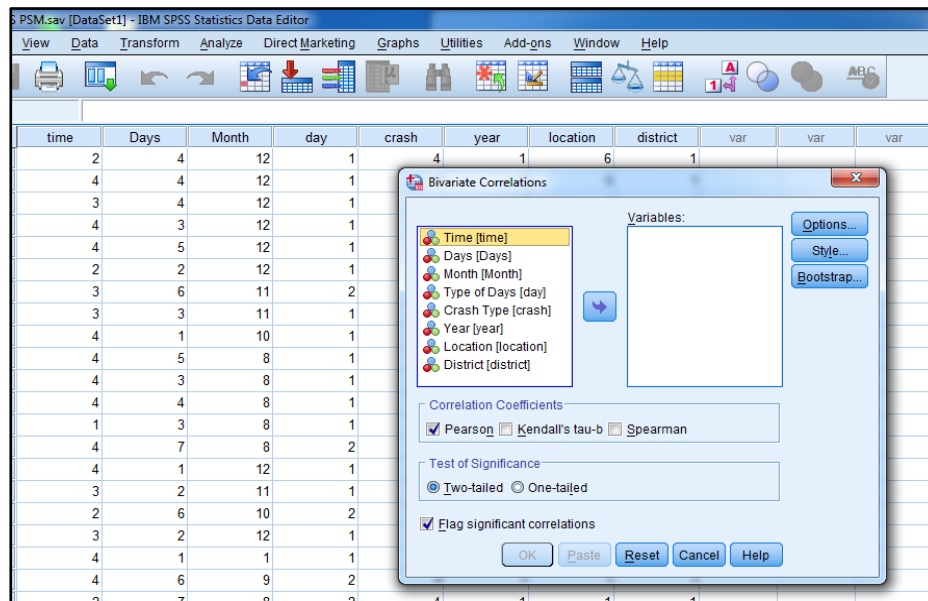 S PSM.sav [DataSet1] - IBM SPSS Statistics Data Editor
View Data Transform Analyze Direct Marketing Graphs Utilities Add-ons Window Help
A
1
ABC
time Days Month day crash year location district var var var
2 4 12 1 4 1 6 1
4 4 12 1
3 4 12 1
4 3 12 1
4 5 12 1
2 2 12 1
3 6 11 2
3 3 11 1
4 1 10 1
4 5 8 1
4 3 8 1
4 4 8 1
1 3 8 1
4 7 8 2
4 1 12 1
3 2 11 1
2 6 10 2
3 2 12 1
4 1 1 1
4 6 9 2
Bivariate Correlations
Variables:
Time [time]
Days [Days]
Month [Month]
Type of Days [day]
Crash Type [crash]
Year [year]
Location [location]
District [district]
Options...
Style...
Bootstrap...
Correlation Coefficients
Pearson Kendall's tau-b Spearman
Test of Significance
Two-tailed One-tailed
Flag significant correlations
OK Paste Reset Cancel Help